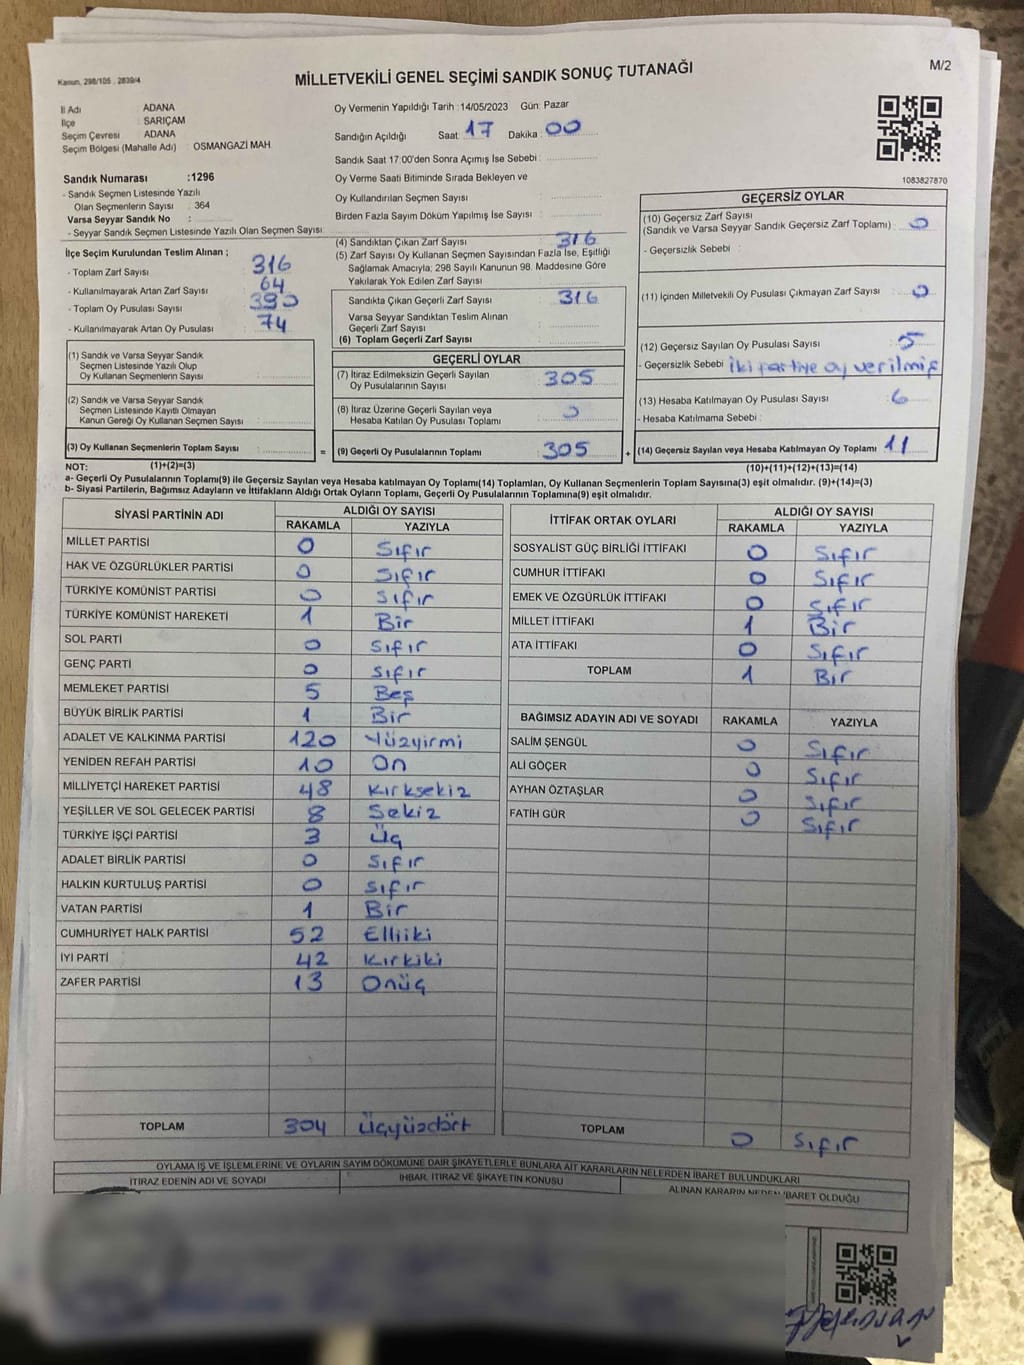 Kanun, 298/105 , 2839/4
MİLLETVEKİLİ GENEL SEÇİMİ SANDIK SONUÇ TUTANAĞI
M/2
İl Adı : ADANA
İlçe : SARIÇAM
Seçim Çevresi : ADANA
Seçim Bölgesi (Mahalle Adı) : OSMANGAZİ MAH.
Oy Vermenin Yapıldığı Tarih :14/05/2023 Gün: Pazar
Sandığın Açıldığı Saat: 17 Dakika : 00
Sandık Saat 17:00'den Sonra Açımış İse Sebebi :
Oy Verme Saati Bitiminde Sırada Bekleyen ve
Oy Kullandırılan Seçmen Sayısı
Birden Fazla Sayım Döküm Yapılmış İse Sayısı :
1083827870
Sandık Numarası :1296
- Sandık Seçmen Listesinde Yazılı
Olan Seçmenlerin Sayısı : 364
Varsa Seyyar Sandık No :
- Seyyar Sandık Seçmen Listesinde Yazılı Olan Seçmen Sayısı:
İlçe Seçim Kurulundan Teslim Alınan ;
- Toplam Zarf Sayısı : 316
- Kullanılmayarak Artan Zarf Sayısı : 64
- Toplam Oy Pusulası Sayısı : 390
- Kullanılmayarak Artan Oy Pusulası : 74
(4) Sandıktan Çıkan Zarf Sayısı : 316
(5) Zarf Sayısı Oy Kullanan Seçmen Sayısından Fazla İse, Eşitliği
Sağlamak Amacıyla; 298 Sayılı Kanunun 98. Maddesine Göre
Yakılarak Yok Edilen Zarf Sayısı :
Sandıkta Çıkan Geçerli Zarf Sayısı : 316
Varsa Seyyar Sandıktan Teslim Alınan
Geçerli Zarf Sayısı :
(6) Toplam Geçerli Zarf Sayısı :
GEÇERSİZ OYLAR
(10) Geçersiz Zarf Sayısı
(Sandık ve Varsa Seyyar Sandık Geçersiz Zarf Toplamı) : 0
- Geçersizlik Sebebi :
(11) İçinden Milletvekili Oy Pusulası Çıkmayan Zarf Sayısı : 0
(12) Geçersiz Sayılan Oy Pusulası Sayısı : 5
- Geçersizlik Sebebi iki partiye oy verilmiş
(13) Hesaba Katılmayan Oy Pusulası Sayısı : 6
- Hesaba Katılmama Sebebi :
(14) Geçersiz Sayılan veya Hesaba Katılmayan Oy Toplamı : 11
(10)+(11)+(12)+(13)=(14)
(1) Sandık ve Varsa Seyyar Sandık
Seçmen Listesinde Yazılı Olup
Oy Kullanan Seçmenlerin Sayısı :
(2) Sandık ve Varsa Seyyar Sandık
Seçmen Listesinde Kayıtlı Olmayan
Kanun Gereği Oy Kullanan Seçmen Sayısı :
(3) Oy Kullanan Seçmenlerin Toplam Sayısı :
=
GEÇERLİ OYLAR
(7) İtiraz Edilmeksizin Geçerli Sayılan
Oy Pusulalarının Sayısı : 305
(8) İtiraz Üzerine Geçerli Sayılan veya
Hesaba Katılan Oy Pusulası Toplamı : 0
(9) Geçerli Oy Pusulalarının Toplamı : 305
+
NOT: (1)+(2)=(3)
a- Geçerli Oy Pusulalarının Toplamı(9) ile Geçersiz Sayılan veya Hesaba katılmayan Oy Toplamı(14) Toplamları, Oy Kullanan Seçmenlerin Toplam Sayısına(3) eşit olmalıdır. (9)+(14)=(3)
b- Siyasi Partilerin, Bağımsız Adayların ve İttifakların Aldığı Ortak Oyların Toplamı, Geçerli Oy Pusulalarının Toplamına(9) eşit olmalıdır.
SİYASİ PARTİNİN ADI ALDIĞI OY SAYISI
RAKAMLA YAZIYLA
MİLLET PARTİSİ 0 Sıfır
HAK VE ÖZGÜRLÜKLER PARTİSİ 0 Sıfır
TÜRKİYE KOMÜNİST PARTİSİ 0 Sıfır
TÜRKİYE KOMÜNİST HAREKETİ 1 Bir
SOL PARTİ 0 Sıfır
GENÇ PARTİ 0 Sıfır
MEMLEKET PARTİSİ 5 Beş
BÜYÜK BİRLİK PARTİSİ 1 Bir
ADALET VE KALKINMA PARTİSİ 120 Yüzyirmi
YENİDEN REFAH PARTİSİ 10 On
MİLLİYETÇİ HAREKET PARTİSİ 48 Kırksekiz
YEŞİLLER VE SOL GELECEK PARTİSİ 8 Sekiz
TÜRKİYE İŞÇİ PARTİSİ 3 Üç
ADALET BİRLİK PARTİSİ 0 Sıfır
HALKIN KURTULUŞ PARTİSİ 0 Sıfır
VATAN PARTİSİ 1 Bir
CUMHURİYET HALK PARTİSİ 52 Elliiki
İYİ PARTİ 42 Kırkiki
ZAFER PARTİSİ 13 Onüç
TOPLAM 304 Üçyüzdört
İTTİFAK ORTAK OYLARI ALDIĞI OY SAYISI
RAKAMLA YAZIYLA
SOSYALİST GÜÇ BİRLİĞİ İTTİFAKI 0 Sıfır
CUMHUR İTTİFAKI 0 Sıfır
EMEK VE ÖZGÜRLÜK İTTİFAKI 0 Sıfır
MİLLET İTTİFAKI 1 Bir
ATA İTTİFAKI 0 Sıfır
TOPLAM 1 Bir
BAĞIMSIZ ADAYIN ADI VE SOYADI RAKAMLA YAZIYLA
SALİM ŞENGÜL 0 Sıfır
ALİ GÖÇER 0 Sıfır
AYHAN ÖZTAŞLAR 0 Sıfır
FATİH GÜR 0 Sıfır
TOPLAM 0 Sıfır
OYLAMA İŞ VE İŞLEMLERİNE VE OYLARIN SAYIM DÖKÜMÜNE DAİR ŞİKAYETLERLE BUNLARA AİT KARARLARIN NELERDEN İBARET BULUNDUKLARI
İTİRAZ EDENİN ADI VE SOYADI İHBAR, İTİRAZ VE ŞİKAYETİN KONUSU ALINAN KARARIN NEDEN İBARET OLDUĞU